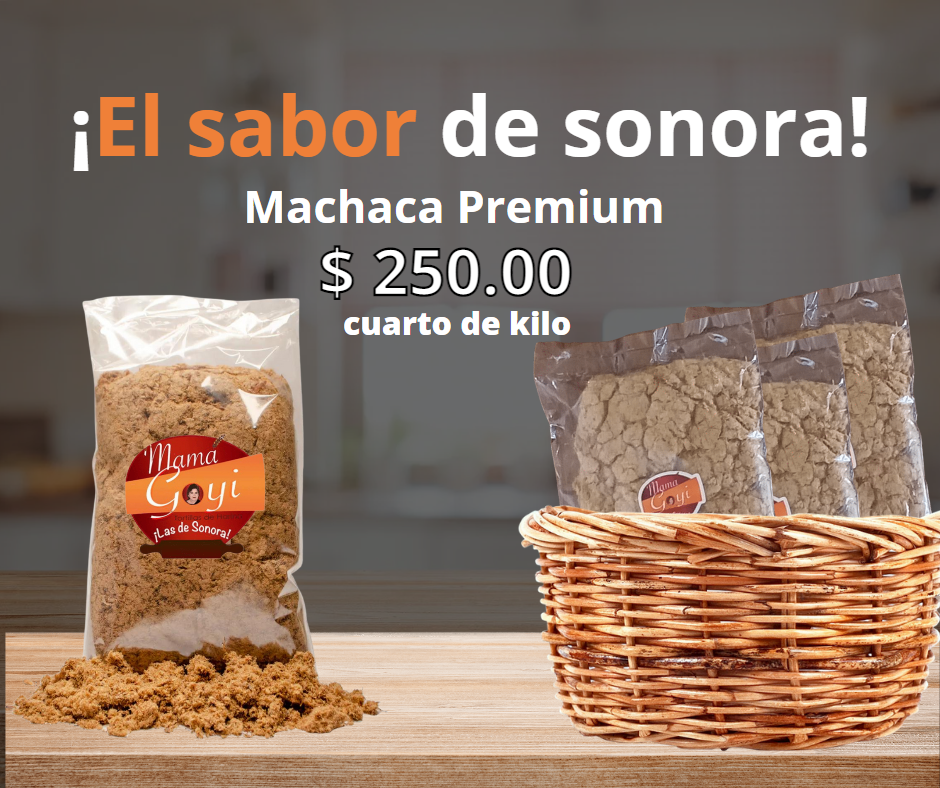 ¡El sabor de sonora!
Machaca Premium
$ 250.00
cuarto de kilo
Mama
Goyi
¡Las de Sonora!
Mama
Goyi